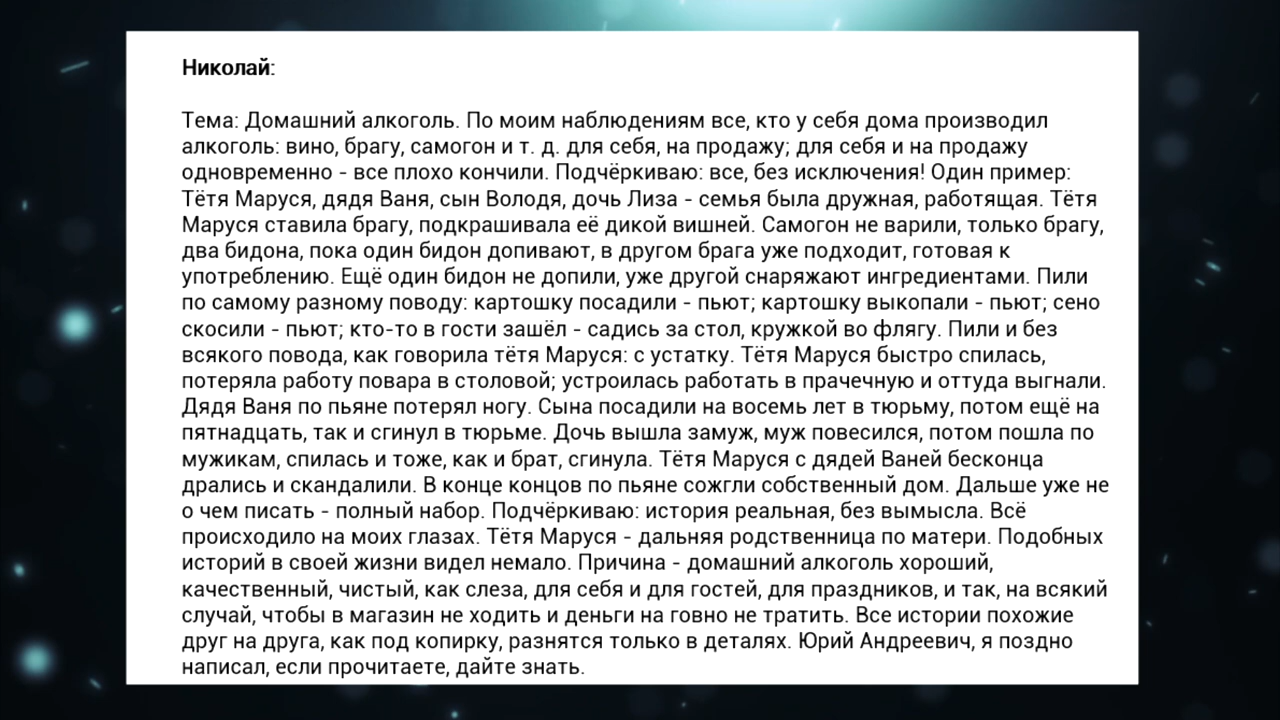 Николай:
Тема: Домашний алкоголь. По моим наблюдениям все, кто у себя дома производил
алкоголь: вино, брагу, самогон и т. д. для себя, на продажу; для себя и на продажу
одновременно - все плохо кончили. Подчёркиваю: все, без исключения! Один пример:
Тётя Маруся, дядя Ваня, сын Володя, дочь Лиза - семья была дружная, работящая. Тётя
Маруся ставила брагу, подкрашивала её дикой вишней. Самогон не варили, только брагу,
два бидона, пока один бидон допивают, в другом брага уже подходит, готовая к
употреблению. Ещё один бидон не допили, уже другой снаряжают ингредиентами. Пили
по самому разному поводу: картошку посадили - пьют; картошку выкопали - пьют; сено
скосили - пьют; кто-то в гости зашёл - садись за стол, кружкой во флягу. Пили и без
всякого повода, как говорила тётя Маруся: с устатку. Тётя Маруся быстро спилась,
потеряла работу повара в столовой; устроилась работать в прачечную и оттуда выгнали.
Дядя Ваня по пьяне потерял ногу. Сына посадили на восемь лет в тюрьму, потом ещё на
пятнадцать, так и сгинул в тюрьме. Дочь вышла замуж, муж повесился, потом пошла по
мужикам, спилась и тоже, как и брат, сгинула. Тётя Маруся с дядей Ваней бесконца
дрались и скандалили. В конце концов по пьяне сожгли собственный дом. Дальше уже не
о чем писать - полный набор. Подчёркиваю: история реальная, без вымысла. Всё
происходило на моих глазах. Тётя Маруся - дальняя родственница по матери. Подобных
историй в своей жизни видел немало. Причина - домашний алкоголь хороший,
качественный, чистый, как слеза, для себя и для гостей, для праздников, и так, на всякий
случай, чтобы в магазин не ходить и деньги на говно не тратить. Все истории похожие
друг на друга, как под копирку, разнятся только в деталях. Юрий Андреевич, я поздно
написал, если прочитаете, дайте знать.